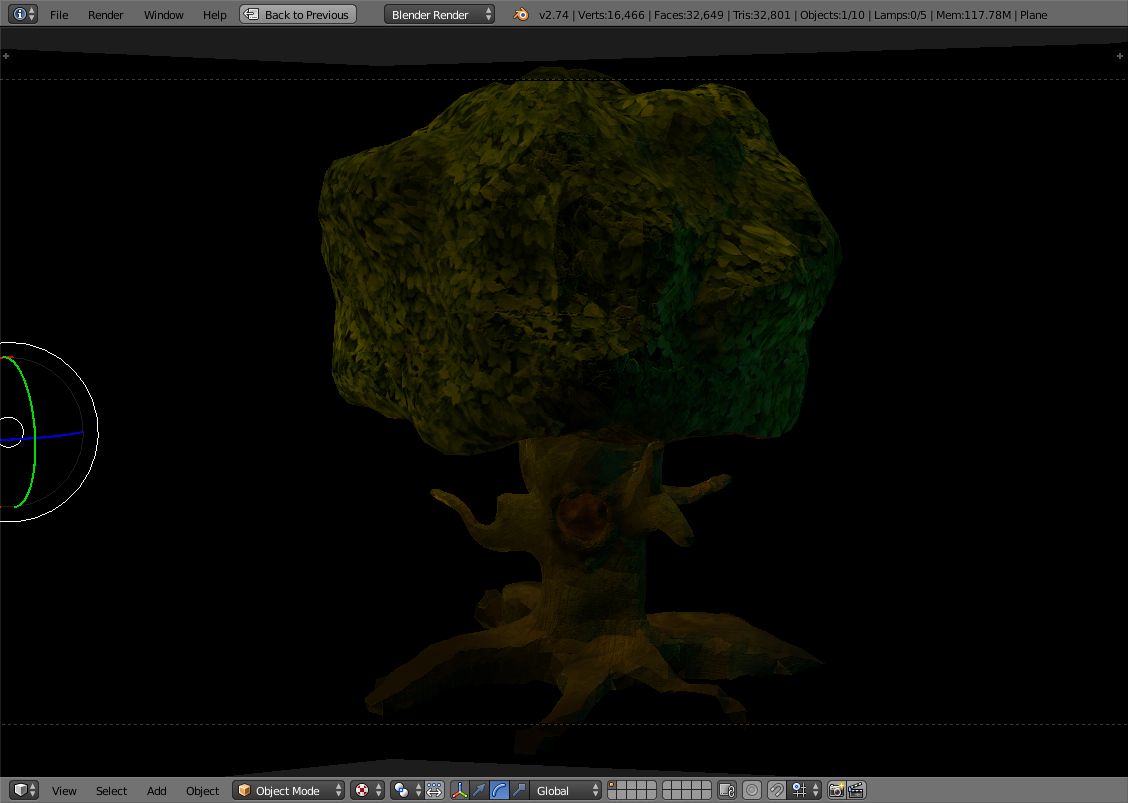 File Render Window Help Back to Previous Blender Render v2.74 | Verts:16,466 | Faces:32,649 | Tris:32,801 | Objects:1/10 | Lamps:0/5 | Mem:117.78M | Plane
View Select Add Object Object Mode Global